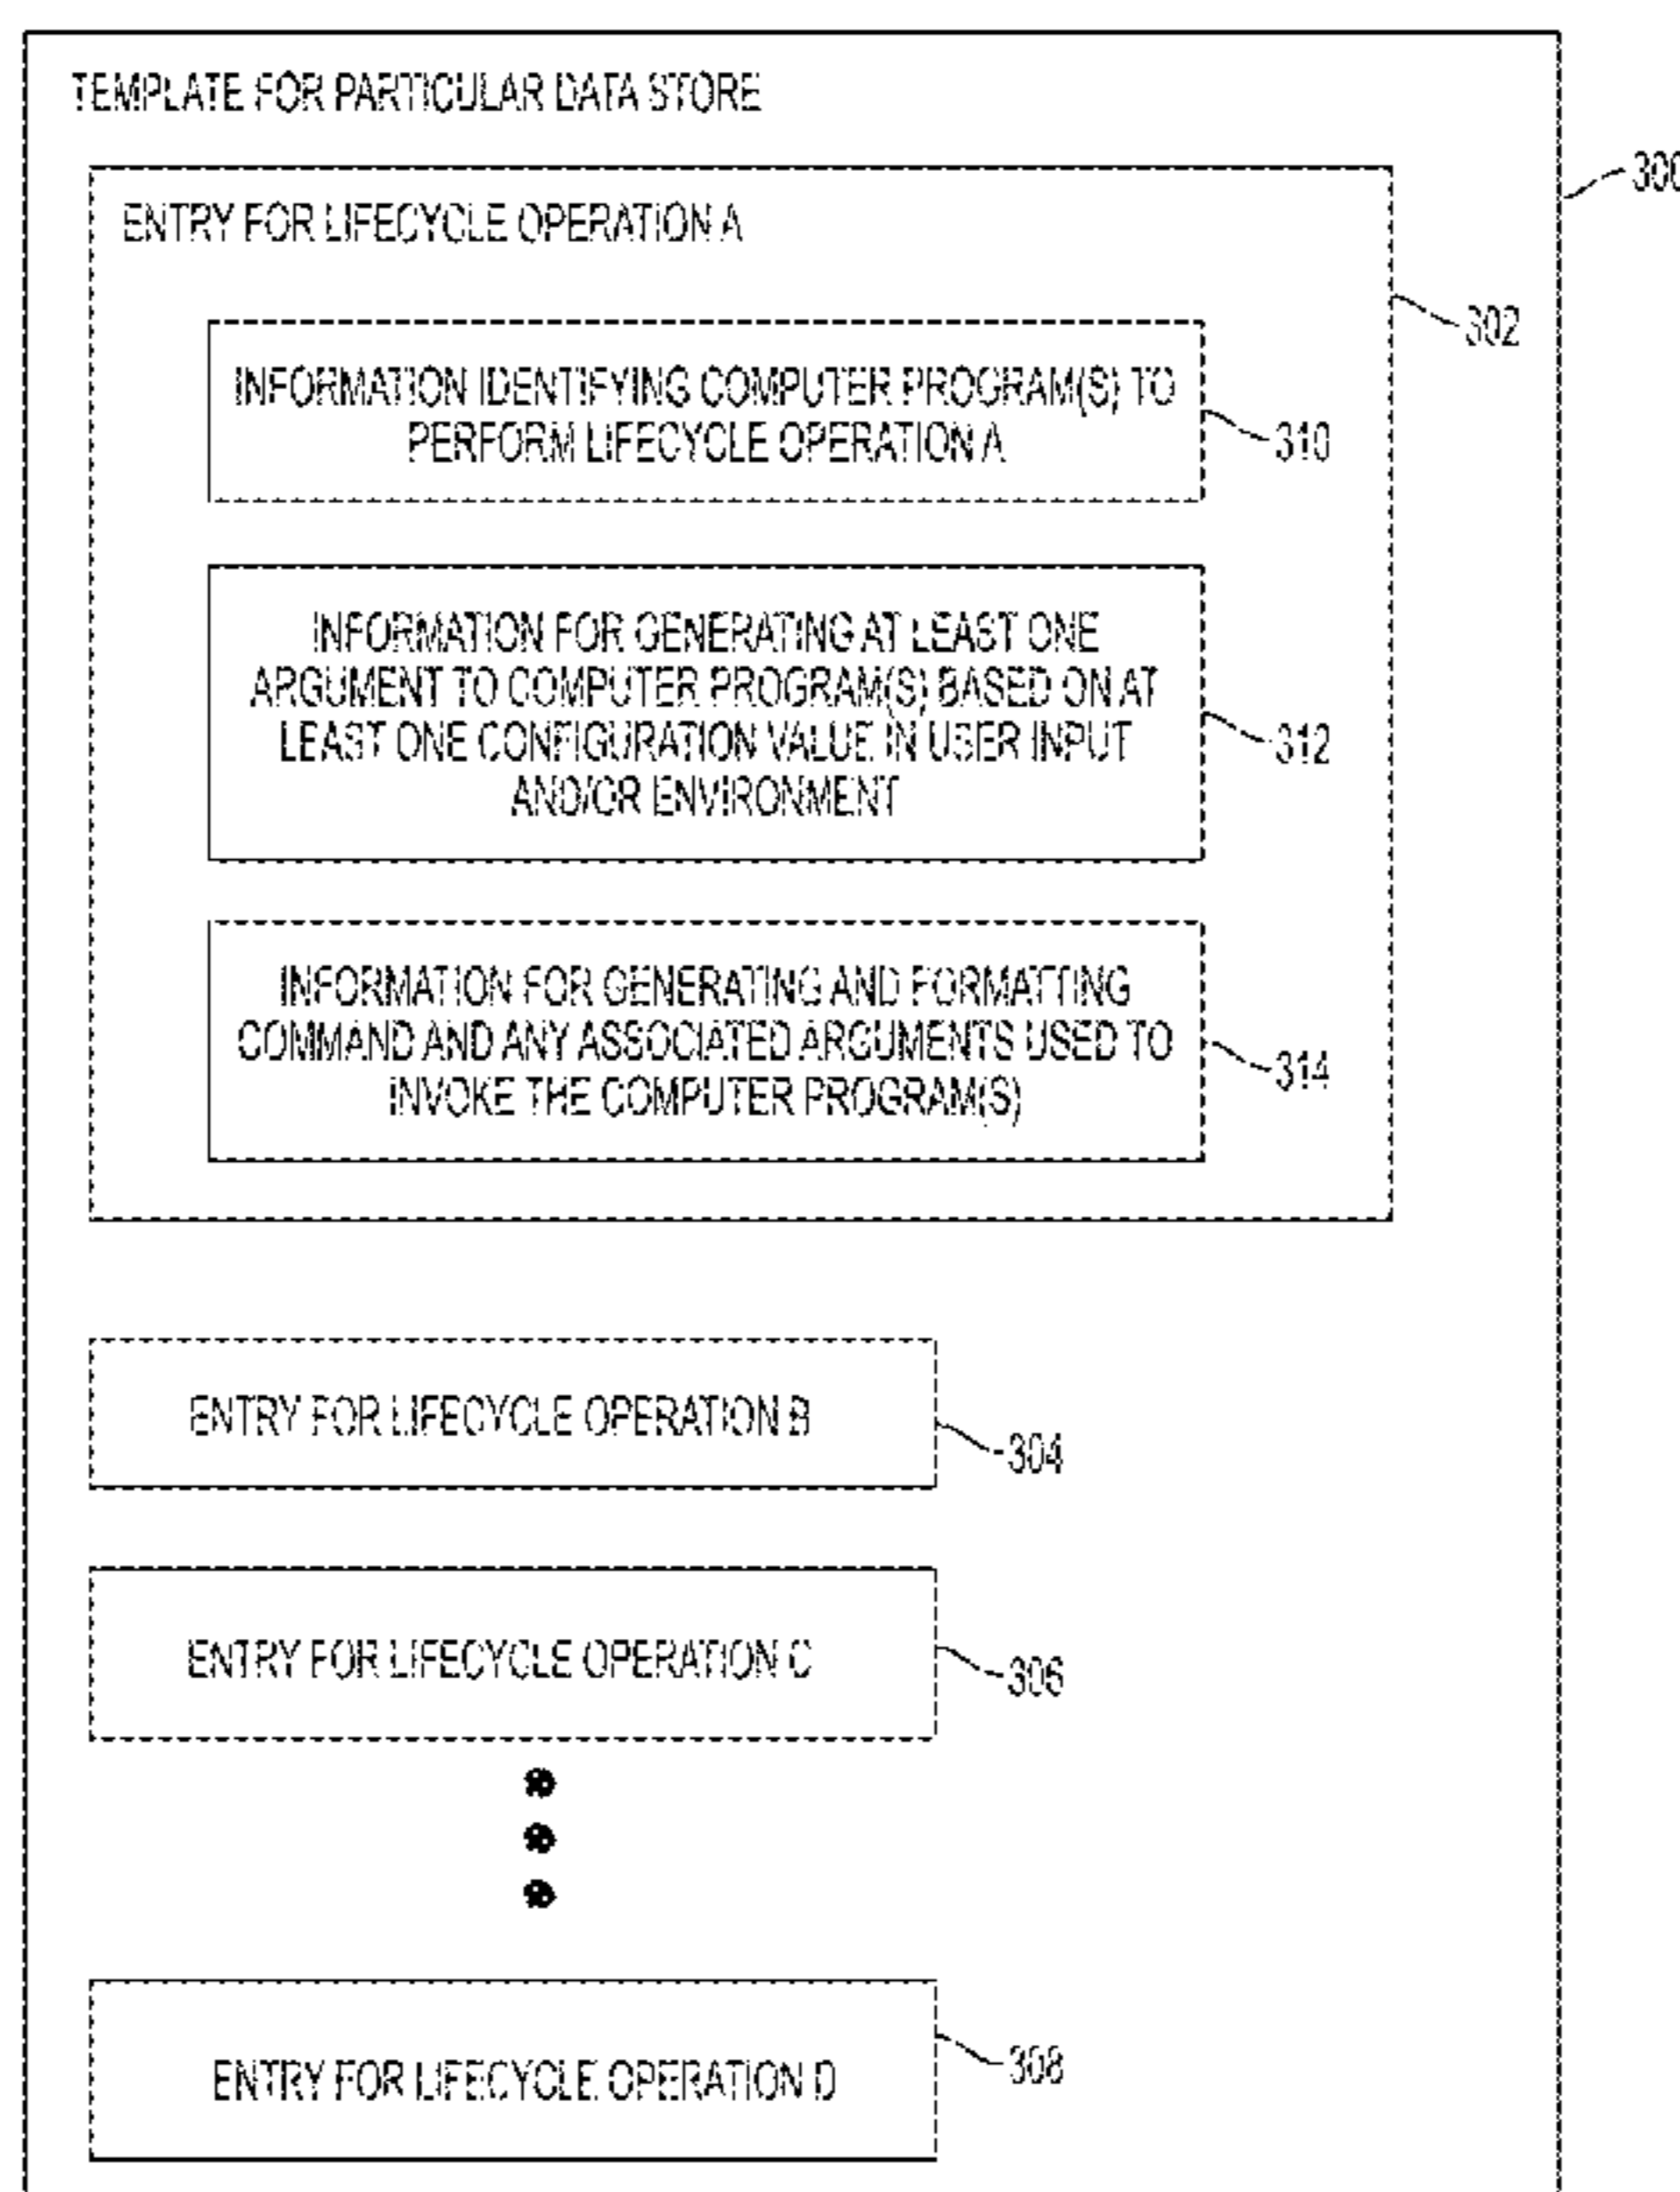 TEMPLATE FOR PARTICULAR DATA STORE
300
ENTRY FOR LIFECYCLE OPERATION A
302
INFORMATION IDENTIFYING COMPUTER PROGRAM(S) TO
PERFORM LIFECYCLE OPERATION A
310
INFORMATION FOR GENERATING AT LEAST ONE
ARGUMENT TO COMPUTER PROGRAM(S) BASED ON AT
LEAST ONE CONFIGURATION VALUE IN USER INPUT
AND/OR ENVIRONMENT
312
INFORMATION FOR GENERATING AND FORMATTING
COMMAND AND ANY ASSOCIATED ARGUMENTS USED TO
INVOKE THE COMPUTER PROGRAM(S)
314
ENTRY FOR LIFECYCLE OPERATION B
304
ENTRY FOR LIFECYCLE OPERATION C
306
ENTRY FOR LIFECYCLE OPERATION D
308